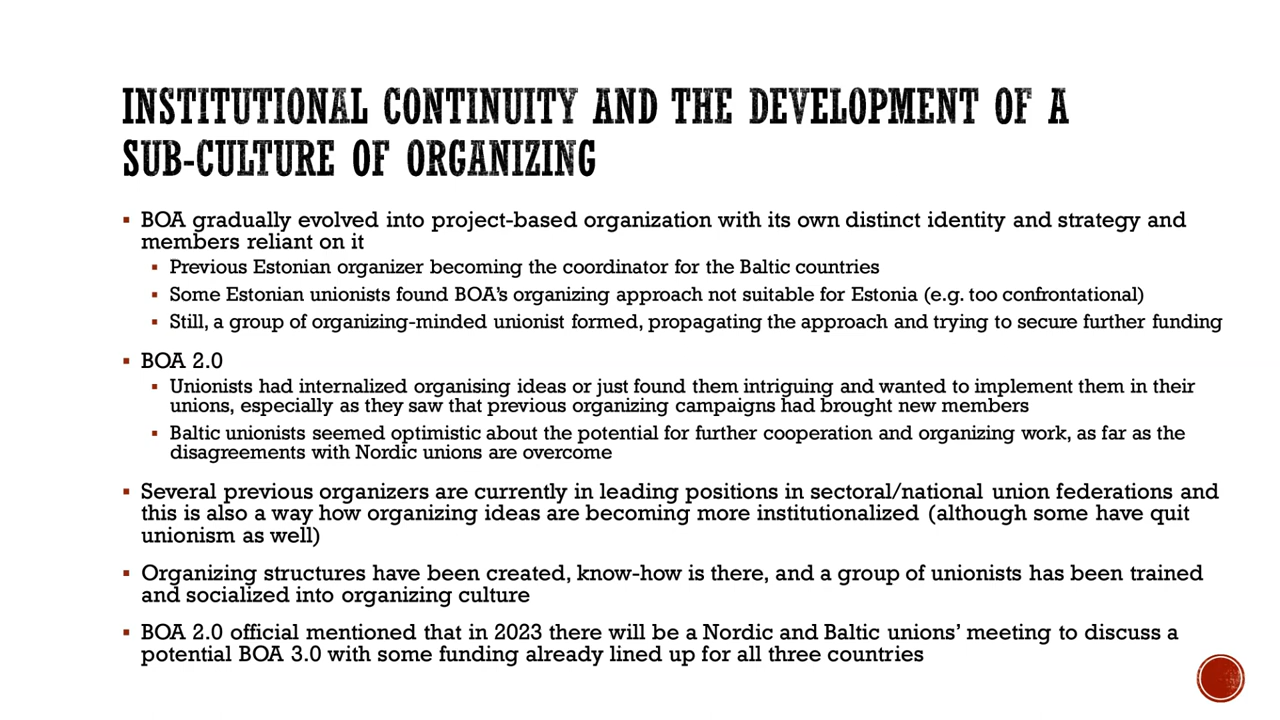 INSTITUTIONAL CONTINUITY AND THE DEVELOPMENT OF A
SUB-CULTURE OF ORGANIZING
▪ BOA gradually evolved into project-based organization with its own distinct identity and strategy and
members reliant on it
▪ Previous Estonian organizer becoming the coordinator for the Baltic countries
▪ Some Estonian unionists found BOA's organizing approach not suitable for Estonia (e.g. too confrontational)
▪ Still, a group of organizing-minded unionist formed, propagating the approach and trying to secure further funding
▪ BOA 2.0
▪ Unionists had internalized organising ideas or just found them intriguing and wanted to implement them in their
unions, especially as they saw that previous organizing campaigns had brought new members
▪ Baltic unionists seemed optimistic about the potential for further cooperation and organizing work, as far as the
disagreements with Nordic unions are overcome
▪ Several previous organizers are currently in leading positions in sectoral/national union federations and
this is also a way how organizing ideas are becoming more institutionalized (although some have quit
unionism as well)
▪ Organizing structures have been created, know-how is there, and a group of unionists has been trained
and socialized into organizing culture
▪ BOA 2.0 official mentioned that in 2023 there will be a Nordic and Baltic unions' meeting to discuss a
potential BOA 3.0 with some funding already lined up for all three countries